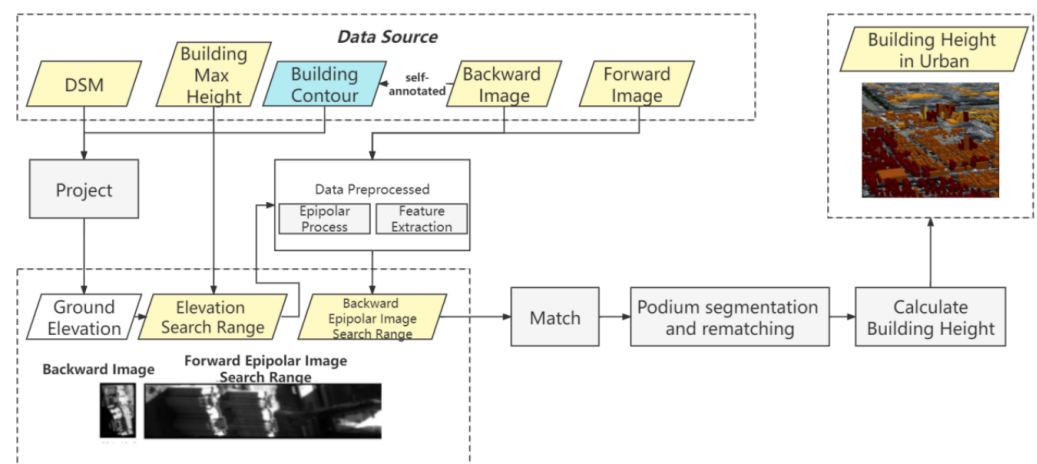 Data Source
DSM
Building
Max
Height
Building
Contour
self-
annotated
Backward
Image
Forward
Image
Building Height
in Urban
Project
Data Preprocessed
Epipolar
Process
Feature
Extraction
Ground
Elevation
Elevation
Search Range
Backward
Epipolar Image
Search Range
Match
Podium segmentation
and rematching
Calculate
Building Height
Backward Image
Forward Epipolar Image
Search Range